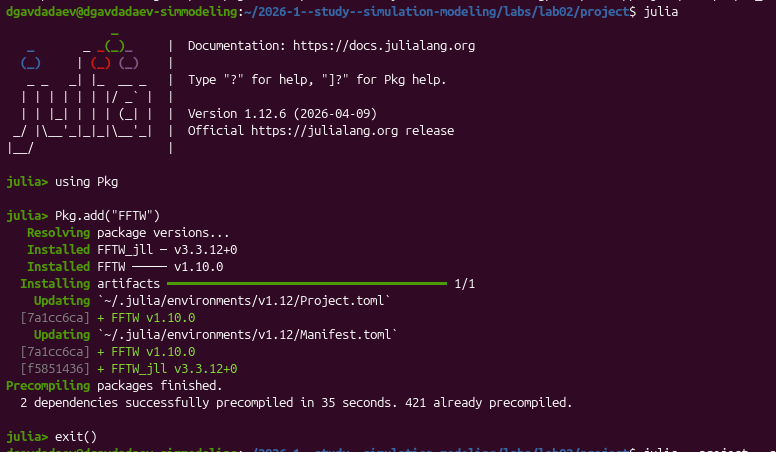 dgavdadaev@dgavdadaev-simmodeling:~/2026-1--study--simulation-modeling/labs/lab02/project$ julia
               _
   _       _ _(_)_     |  Documentation: https://docs.julialang.org
  (_)     | (_) (_)    |
   _ _   _| |_  __ _   |  Type "?" for help, "]?" for Pkg help.
  | | | | | | |/ _` |  |
  | | |_| | | | (_| |  |  Version 1.12.6 (2026-04-09)
 _/ |\__'_|_|_|\__'_|  |  Official https://julialang.org release
|__/                   |
julia> using Pkg
julia> Pkg.add("FFTW")
   Resolving package versions...
   Installed FFTW_jll ─ v3.3.12+0
   Installed FFTW ───── v1.10.0
  Installing artifacts ━━━━━━━━━━━━━━━━━━━━━━━━━━━━━━━━━━━━━━━━ 1/1
    Updating `~/.julia/environments/v1.12/Project.toml`
  [7a1cc6ca] + FFTW v1.10.0
    Updating `~/.julia/environments/v1.12/Manifest.toml`
  [7a1cc6ca] + FFTW v1.10.0
  [f5851436] + FFTW_jll v3.3.12+0
Precompiling packages finished.
  2 dependencies successfully precompiled in 35 seconds. 421 already precompiled.
julia> exit()